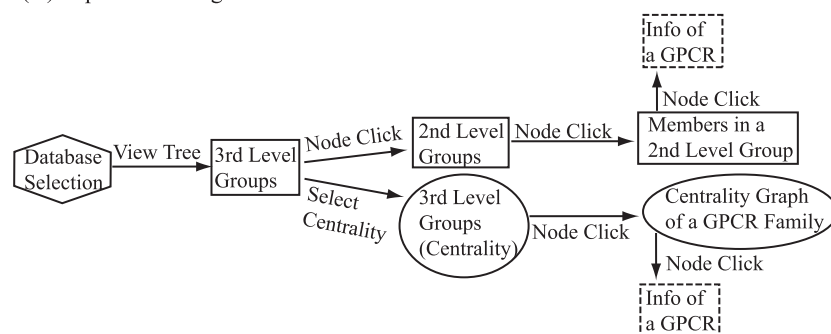 Info of
a GPCR
Node Click
Database
Selection
View Tree
3rd Level
Groups
Node Click
2nd Level
Groups
Node Click
Members in a
2nd Level Group
Select
Centrality
3rd Level
Groups
(Centrality)
Node Click
Centrality Graph
of a GPCR Family
Node Click
Info of
a GPCR